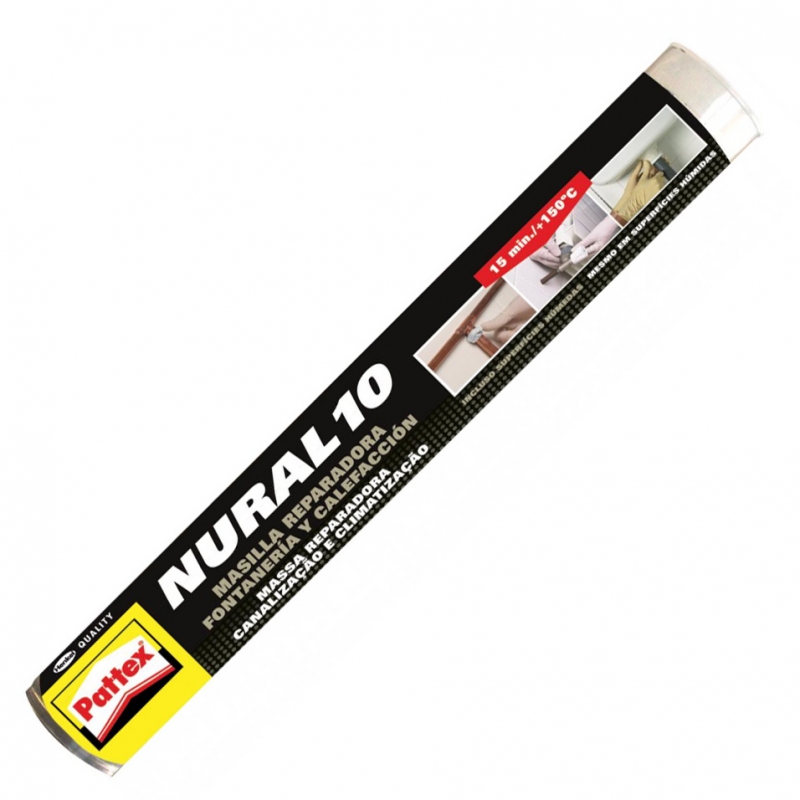 15 min./+150°C
INCLUSO SUPERFICIES HÚMEDAS MESMO EM SUPERFÍCIES HÚMIDAS
NURAL 10
MASILLA REPARADORA
FONTANERÍA Y CALEFACCIÓN
MASSA REPARADORA
CANALIZAÇÃO E CLIMATIZAÇÃO
Henkel QUALITY
Pattex